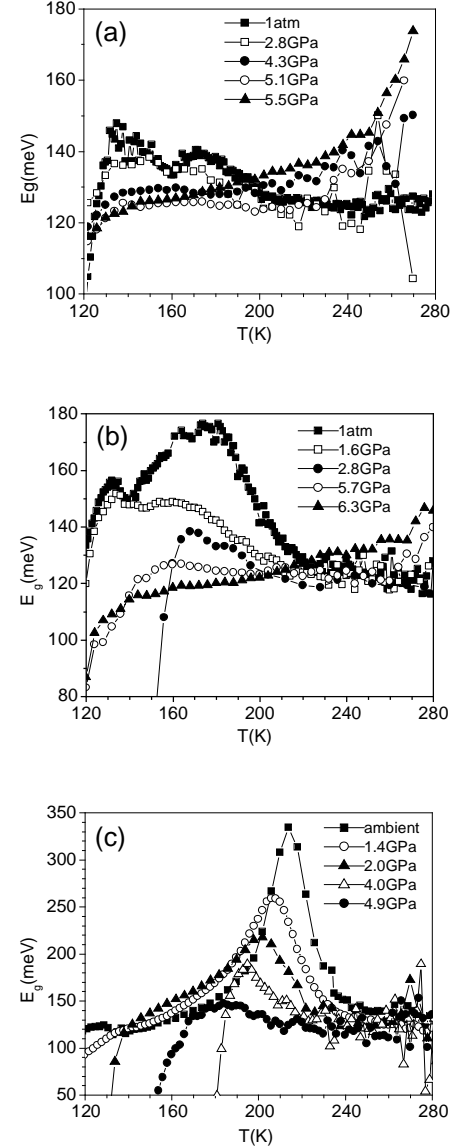 180
160
140
120
100
Eg(meV)
(a)
1atm
2.8GPa
4.3GPa
5.1GPa
5.5GPa
120 160 200 240 280
T(K)
180
160
140
120
100
80
E_g(meV)
(b)
1atm
1.6GPa
2.8GPa
5.7GPa
6.3GPa
120 160 200 240 280
T(K)
350
300
250
200
150
100
50
E_g(meV)
(c)
ambient
1.4GPa
2.0GPa
4.0GPa
4.9GPa
120 160 200 240 280
T(K)